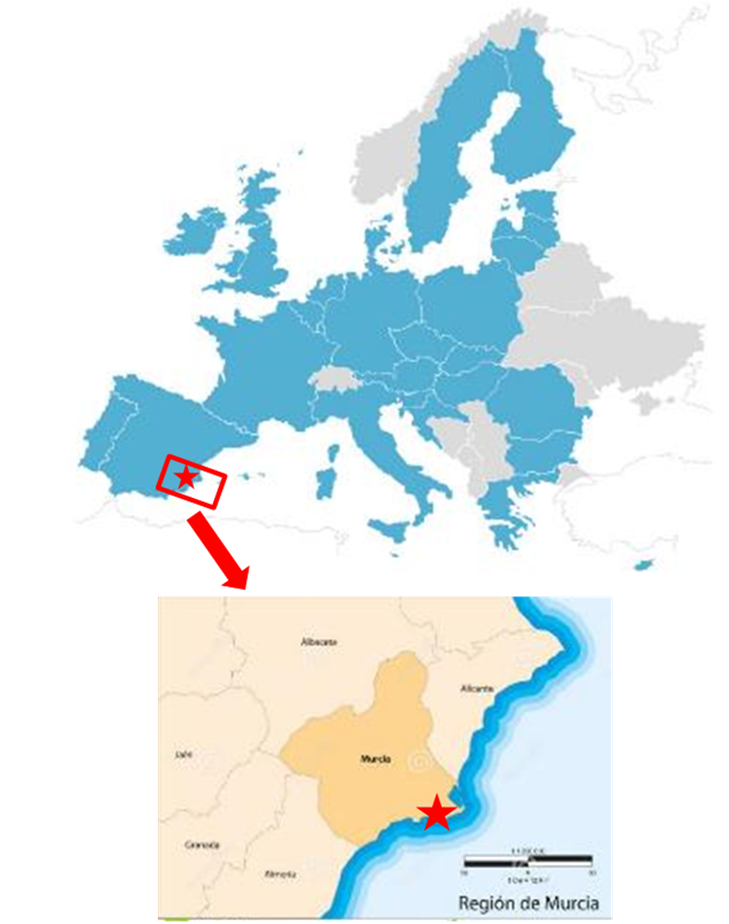 Albacete
Alicante
Jaén
Murcia
Granada
Almería
Región de Murcia